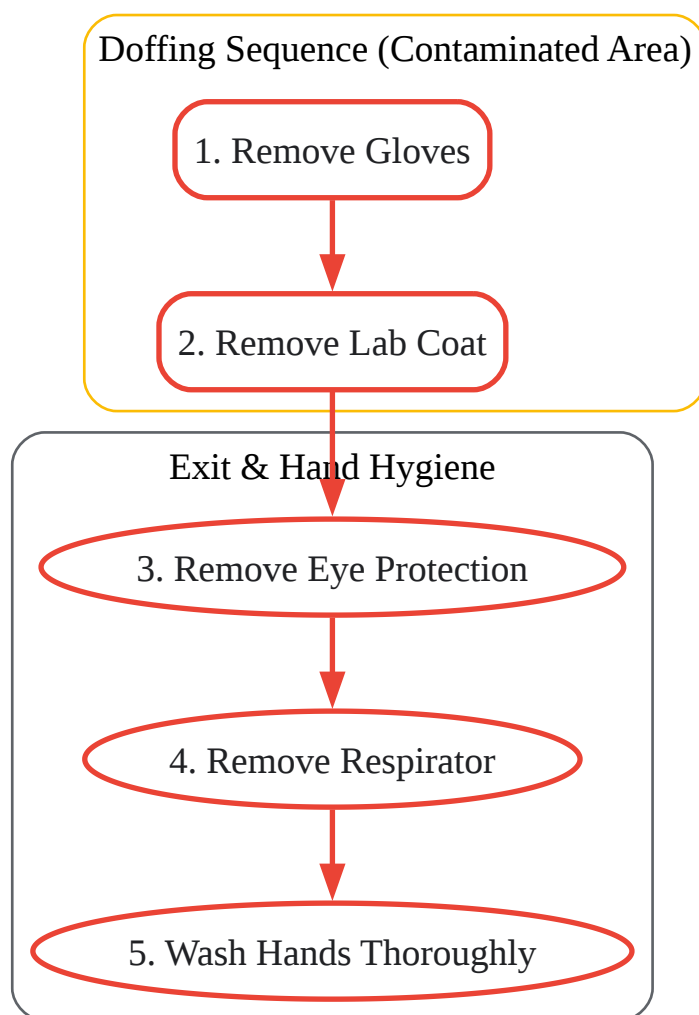 Doffing Sequence (Contaminated Area)
1. Remove Gloves
2. Remove Lab Coat
Exit & Hand Hygiene
3. Remove Eye Protection
4. Remove Respirator
5. Wash Hands Thoroughly